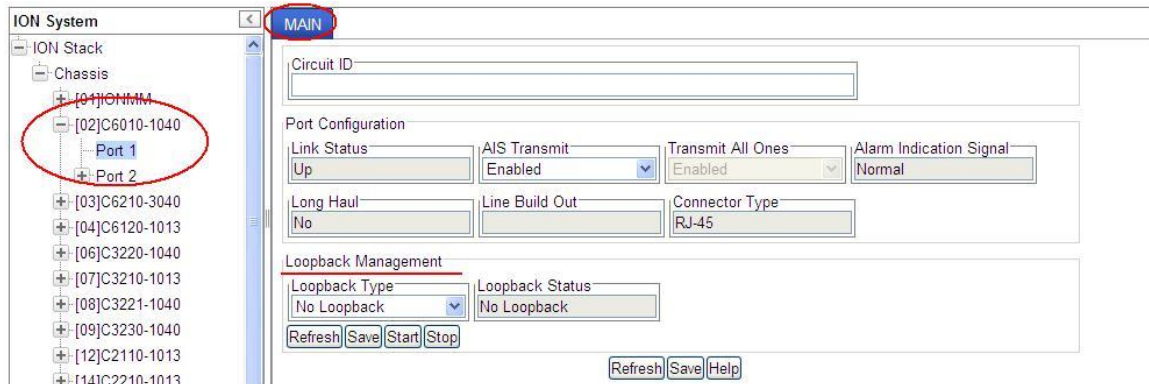 ION System
ION Stack
Chassis
[01]IONMM
[02]C6010-1040
Port 1
Port 2
[03]C6210-3040
[04]C6120-1013
[06]C3220-1040
[07]C3210-1013
[08]C3221-1040
[09]C3230-1040
[12]C2110-1013
[14]C2210-1013
MAIN
Circuit ID
Port Configuration
Link Status AIS Transmit Transmit All Ones Alarm Indication Signal
Up Enabled Enabled Normal
Long Haul Line Build Out Connector Type
No RJ-45
Loopback Management
Loopback Type Loopback Status
No Loopback No Loopback
Refresh Save Start Stop
Refresh Save Help